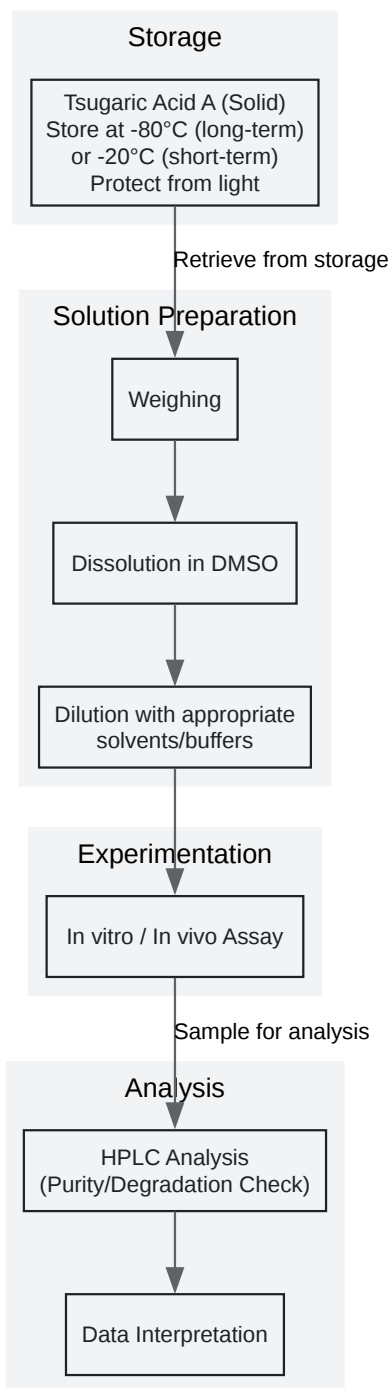 Storage
Tsugaric Acid A (Solid)
Store at -80°C (long-term)
or -20°C (short-term)
Protect from light
Retrieve from storage
Solution Preparation
Weighing
Dissolution in DMSO
Dilution with appropriate
solvents/buffers
Experimentation
In vitro / In vivo Assay
Sample for analysis
Analysis
HPLC Analysis
(Purity/Degradation Check)
Data Interpretation